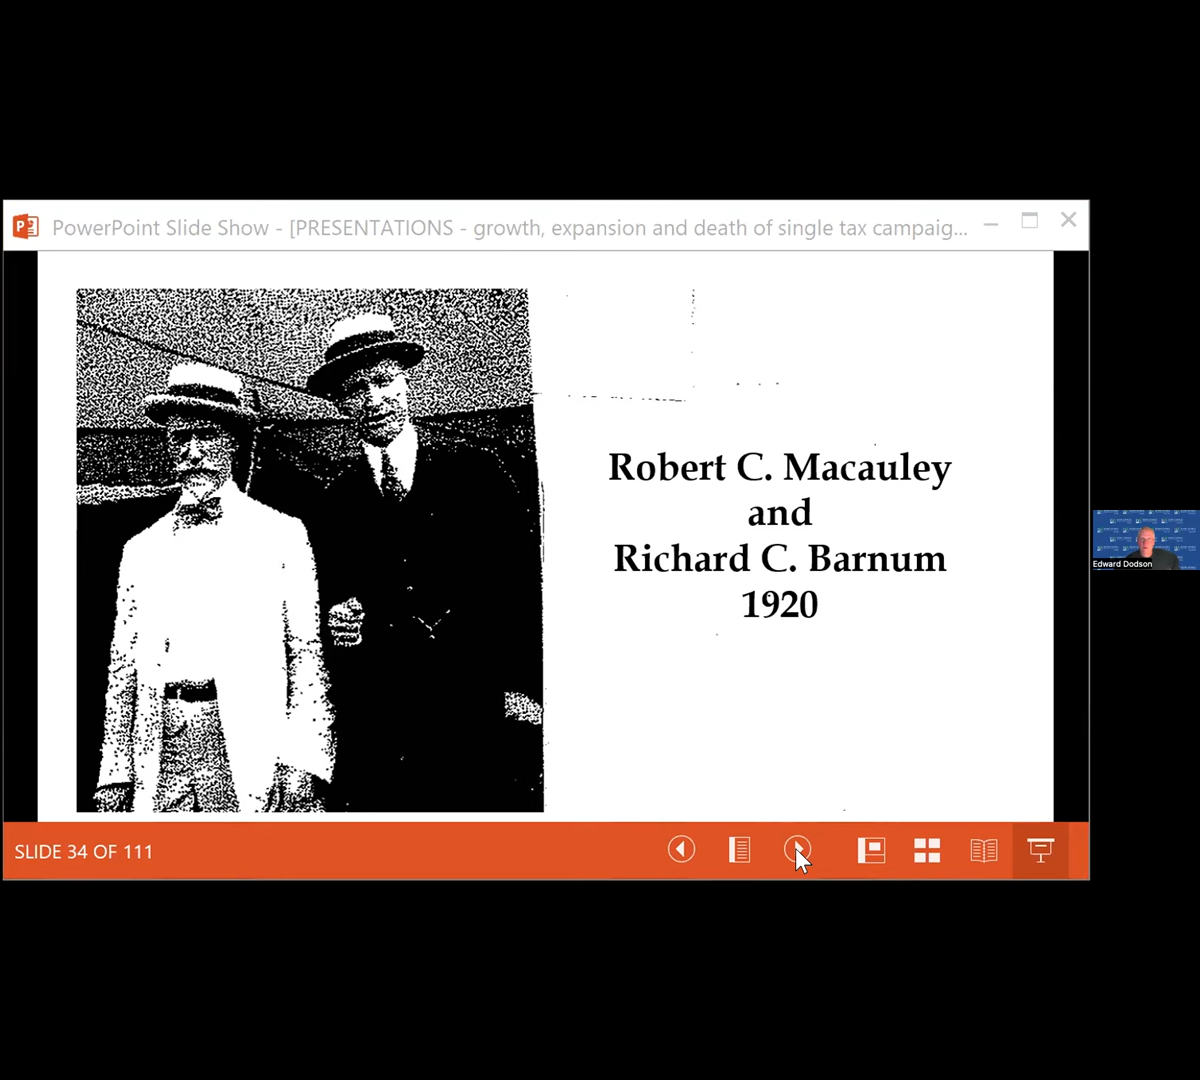 PowerPoint Slide Show - [PRESENTATIONS - growth, expansion and death of single tax campaig...
Robert C. Macauley
and
Richard C. Barnum
1920
Edward Dodson
SLIDE 34 OF 111